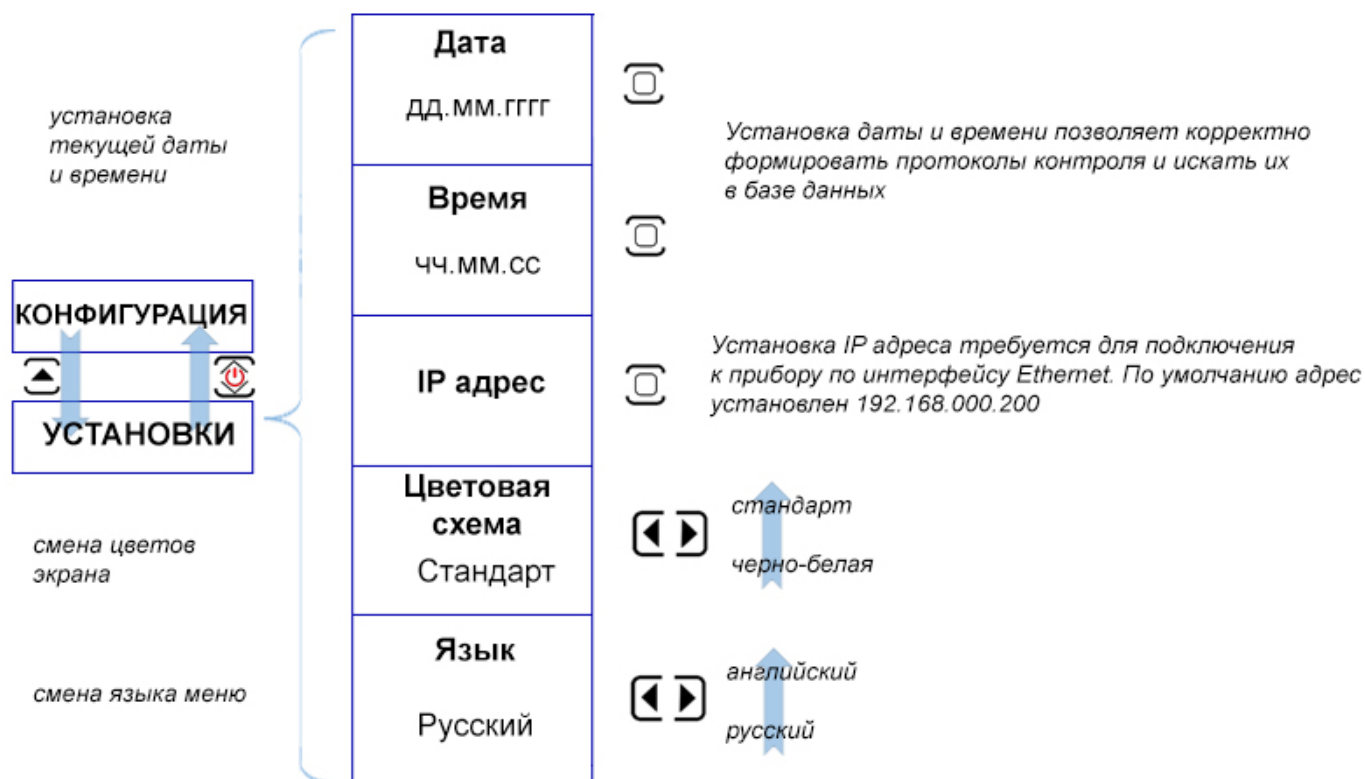 установка
текущей даты
и времени
КОНФИГУРАЦИЯ
УСТАНОВКИ
смена цветов
экрана
смена языка меню
Дата
дд.мм.гггг
Время
чч.мм.сс
IP адрес
Цветовая
схема
Стандарт
Язык
Русский
Установка даты и времени позволяет корректно
формировать протоколы контроля и искать их
в базе данных
Установка IP адреса требуется для подключения
к прибору по интерфейсу Ethernet. По умолчанию адрес
установлен 192.168.000.200
стандарт
черно-белая
английский
русский